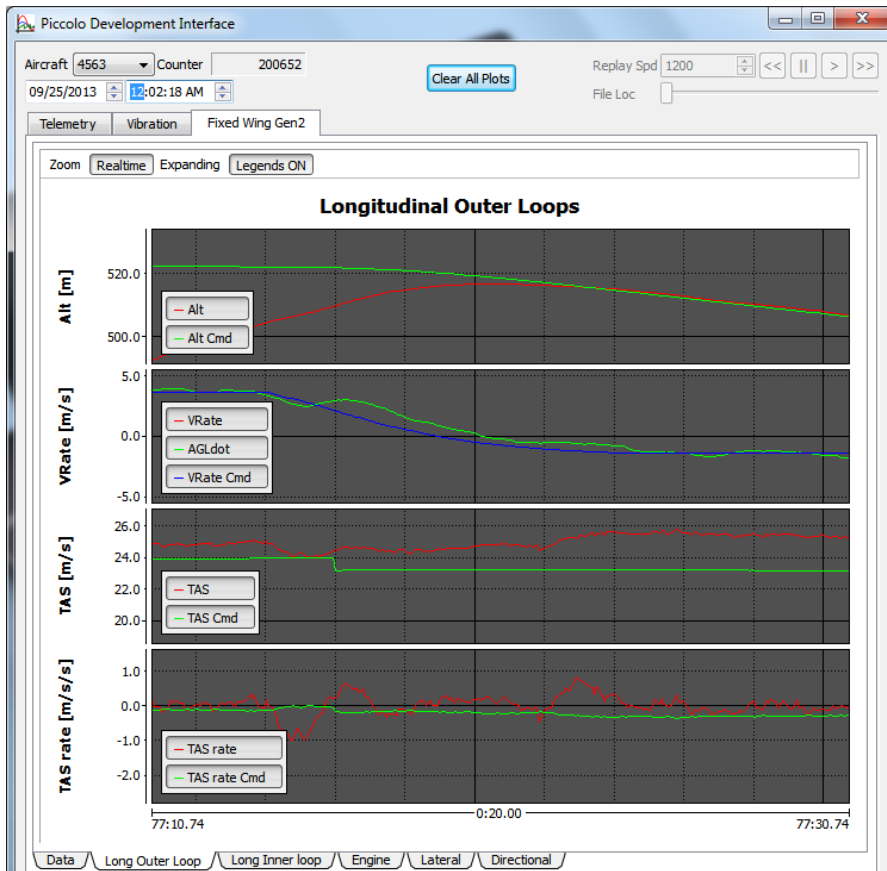 Piccolo Development Interface
Aircraft 4563 Counter 200652
Clear All Plots
Replay Spd 1200 << || > >>
09/25/2013 12:02:18 AM
File Loc
Telemetry Vibration Fixed Wing Gen2
Zoom Realtime Expanding Legends ON
Longitudinal Outer Loops
Alt [m]
520.0
500.0
Alt
Alt Cmd
VRate [m/s]
5.0
0.0
-5.0
VRate
AGLdot
VRate Cmd
TAS [m/s]
26.0
24.0
22.0
20.0
TAS
TAS Cmd
TAS rate [m/s/s]
1.0
0.0
-1.0
-2.0
TAS rate
TAS rate Cmd
0:20.00
77:10.74 77:30.74
Data Long Outer Loop Long Inner loop Engine Lateral Directional